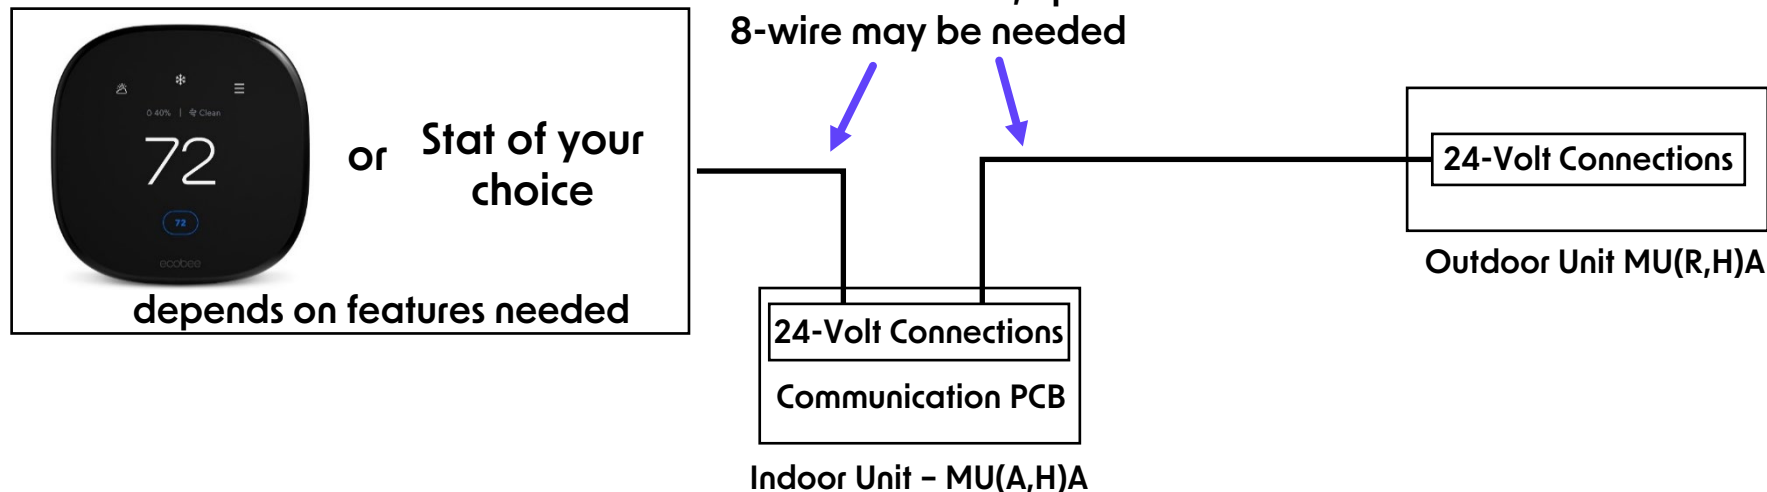 8-wire may be needed
40% | Clean
72
72
ecobee
or
Stat of your
choice
depends on features needed
24-Volt Connections
Outdoor Unit MU(R,H)A
24-Volt Connections
Communication PCB
Indoor Unit – MU(A,H)A